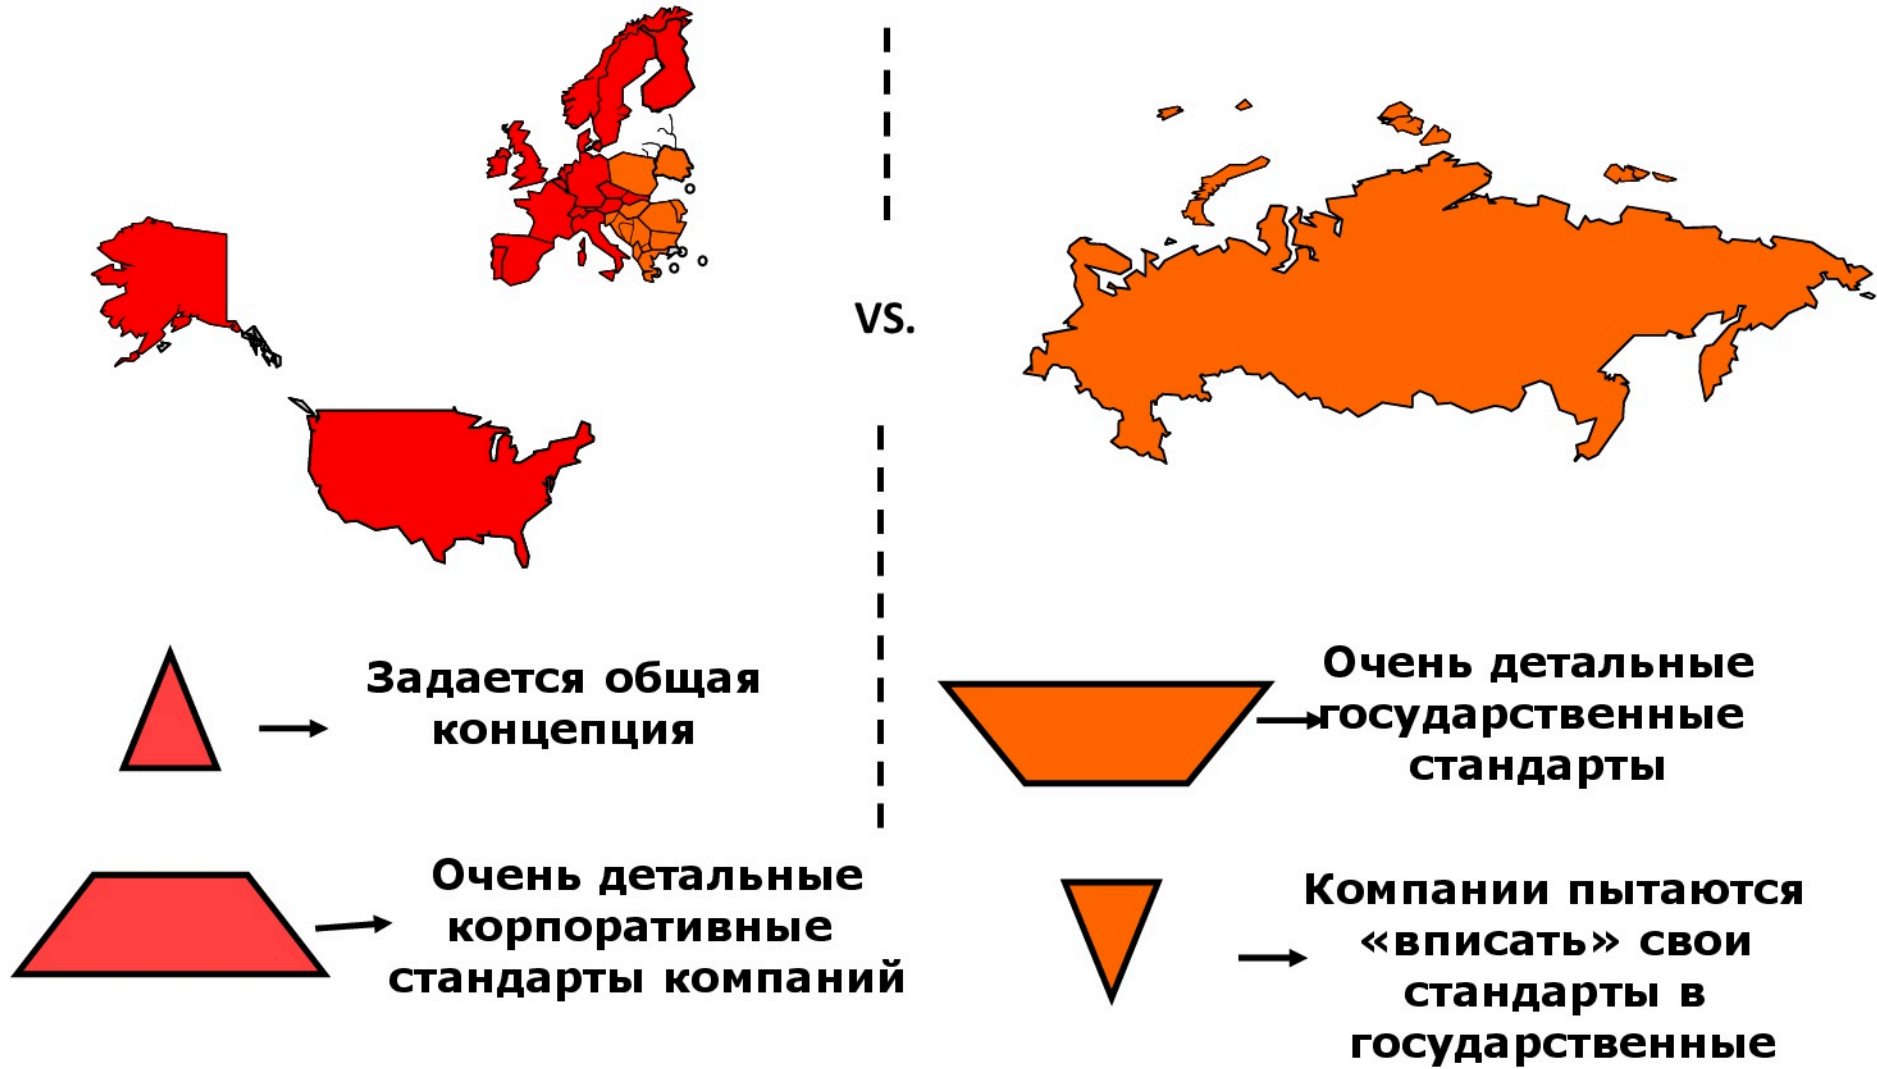 VS.
Задается общая
концепция
Очень детальные
корпоративные
стандарты компаний
Очень детальные
государственные
стандарты
Компании пытаются
«вписать» свои
стандарты в
государственные